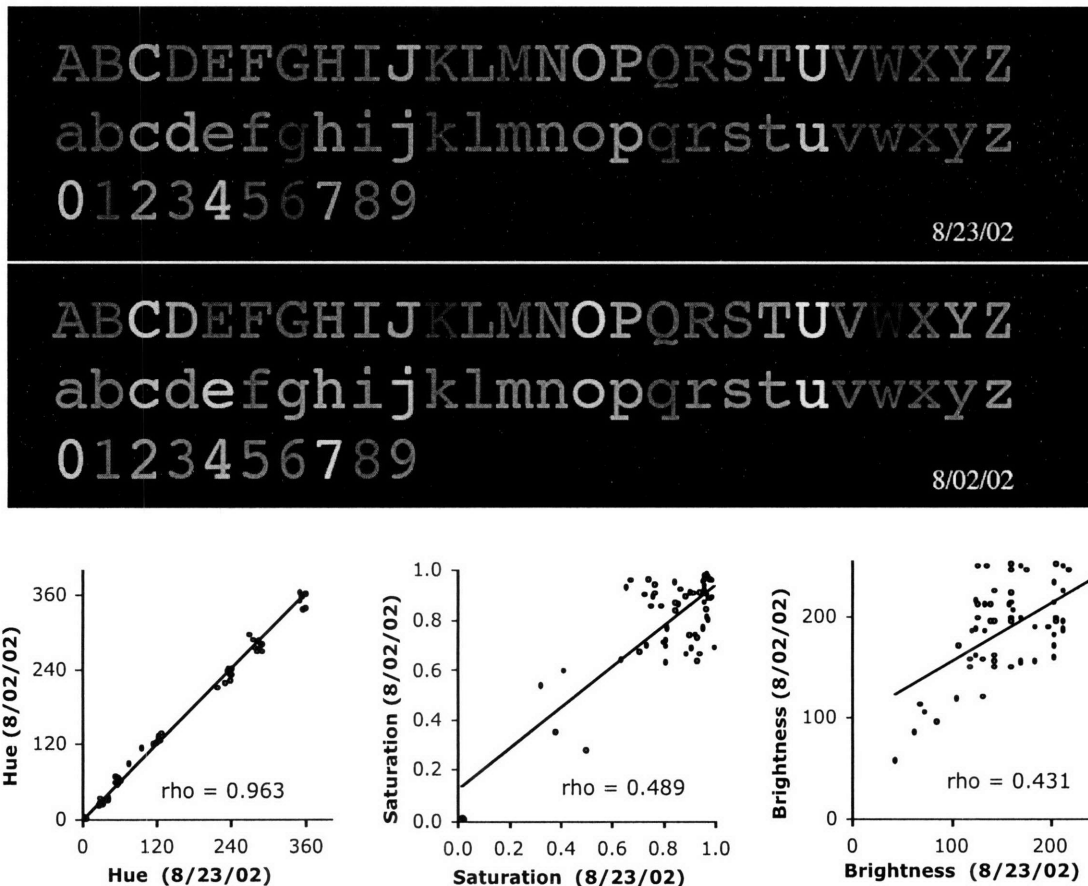 ABCDEFGHIJKLMNOPQRSTUVWXYZ
abcdefghijklmnopqrstuvwxyz
0123456789
8/23/02
ABCDEFGHIJKLMNOPQRSTUVWXYZ
abcdefghijklmnopqrstuvwxyz
0123456789
8/02/02
Hue (8/02/02)
360
240
120
0
rho = 0.963
0 120 240 360
Hue (8/23/02)
Saturation (8/02/02)
1.0
0.8
0.6
0.4
0.2
0.0
rho = 0.489
0.0 0.2 0.4 0.6 0.8 1.0
Saturation (8/23/02)
Brightness (8/02/02)
200
100
0
rho = 0.431
0 100 200
Brightness (8/23/02)